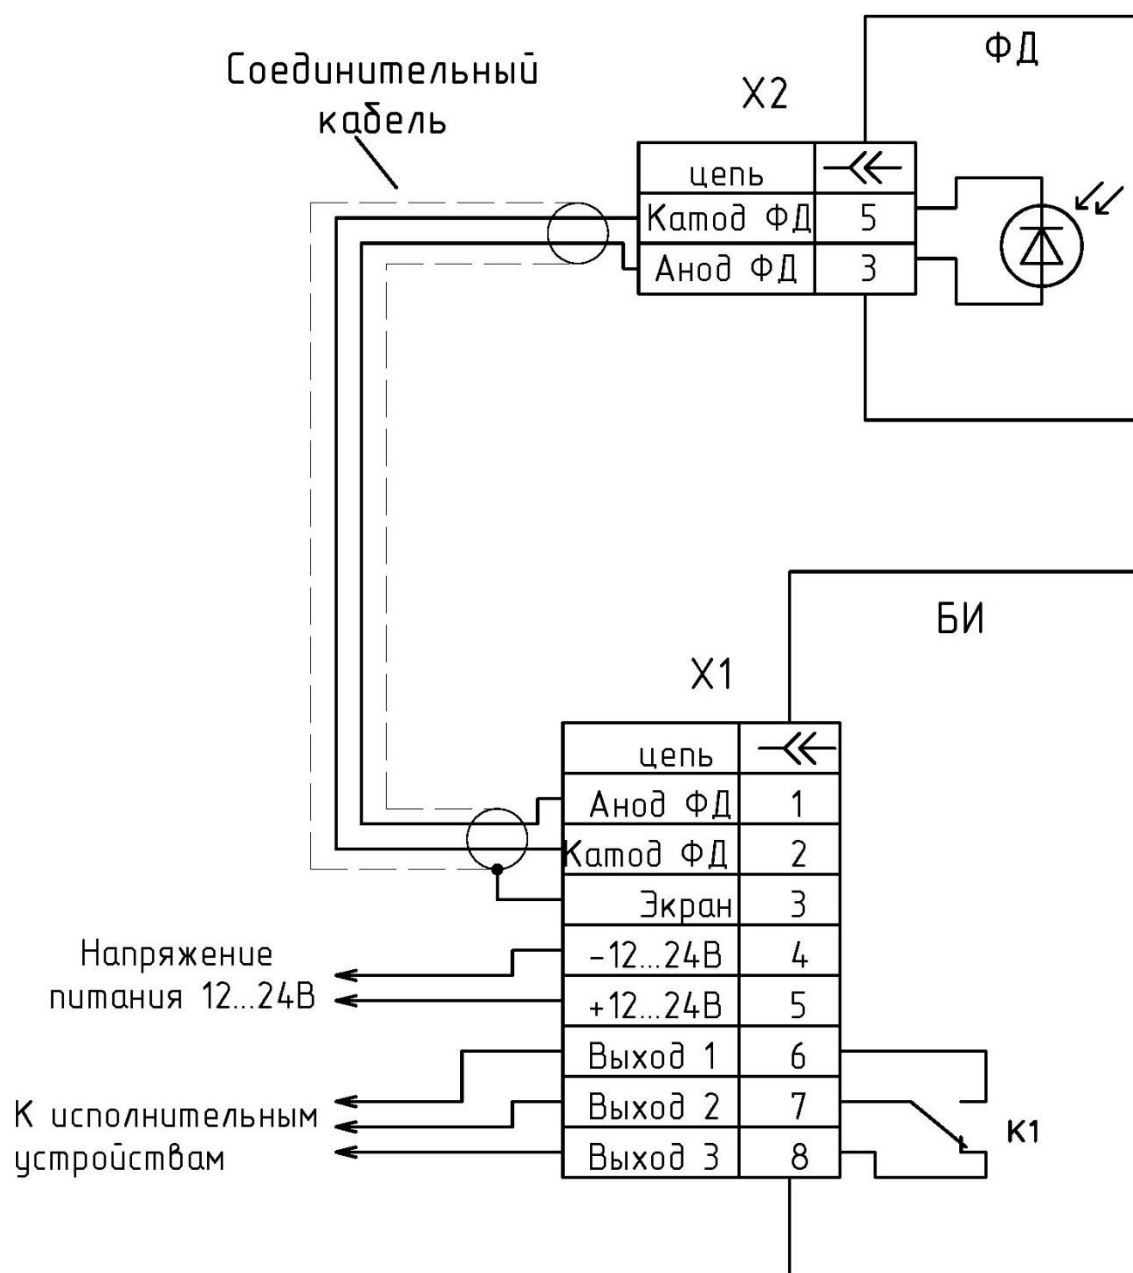 ФД
Соединительный
кабель
X2
цепь
Катод ФД 5
Анод ФД 3
БИ
X1
цепь
Анод ФД 1
Катод ФД 2
Экран 3
-12...24В 4
+12...24В 5
Выход 1 6
Выход 2 7
Выход 3 8
Напряжение
питания 12...24В
К исполнительным
устройствам
К1